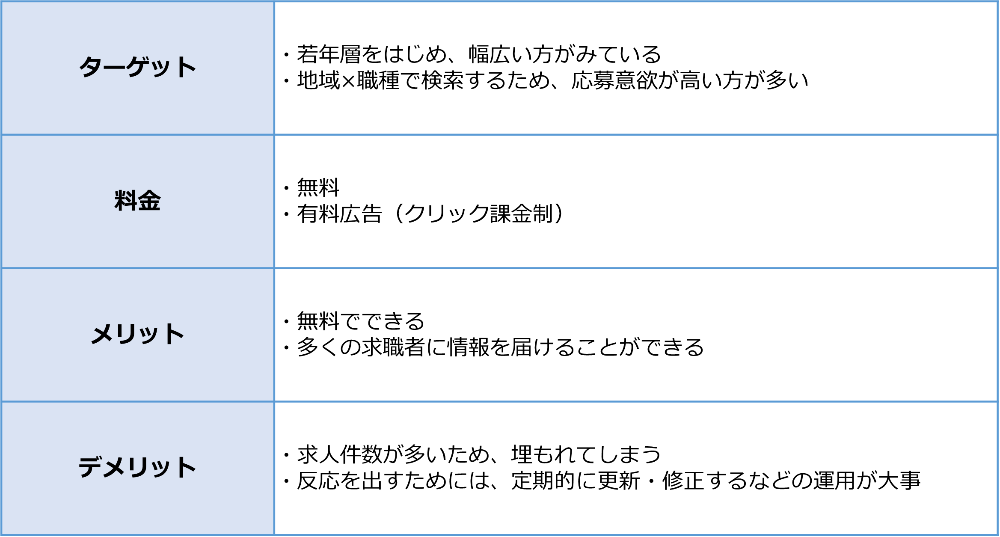 ターゲット
・若年層をはじめ、幅広い方がみている
・地域×職種で検索するため、応募意欲が高い方が多い
料金
・無料
・有料広告（クリック課金制）
メリット
・無料でできる
・多くの求職者に情報を届けることができる
デメリット
・求人件数が多いため、埋もれてしまう
・反応を出すためには、定期的に更新・修正するなどの運用が大事